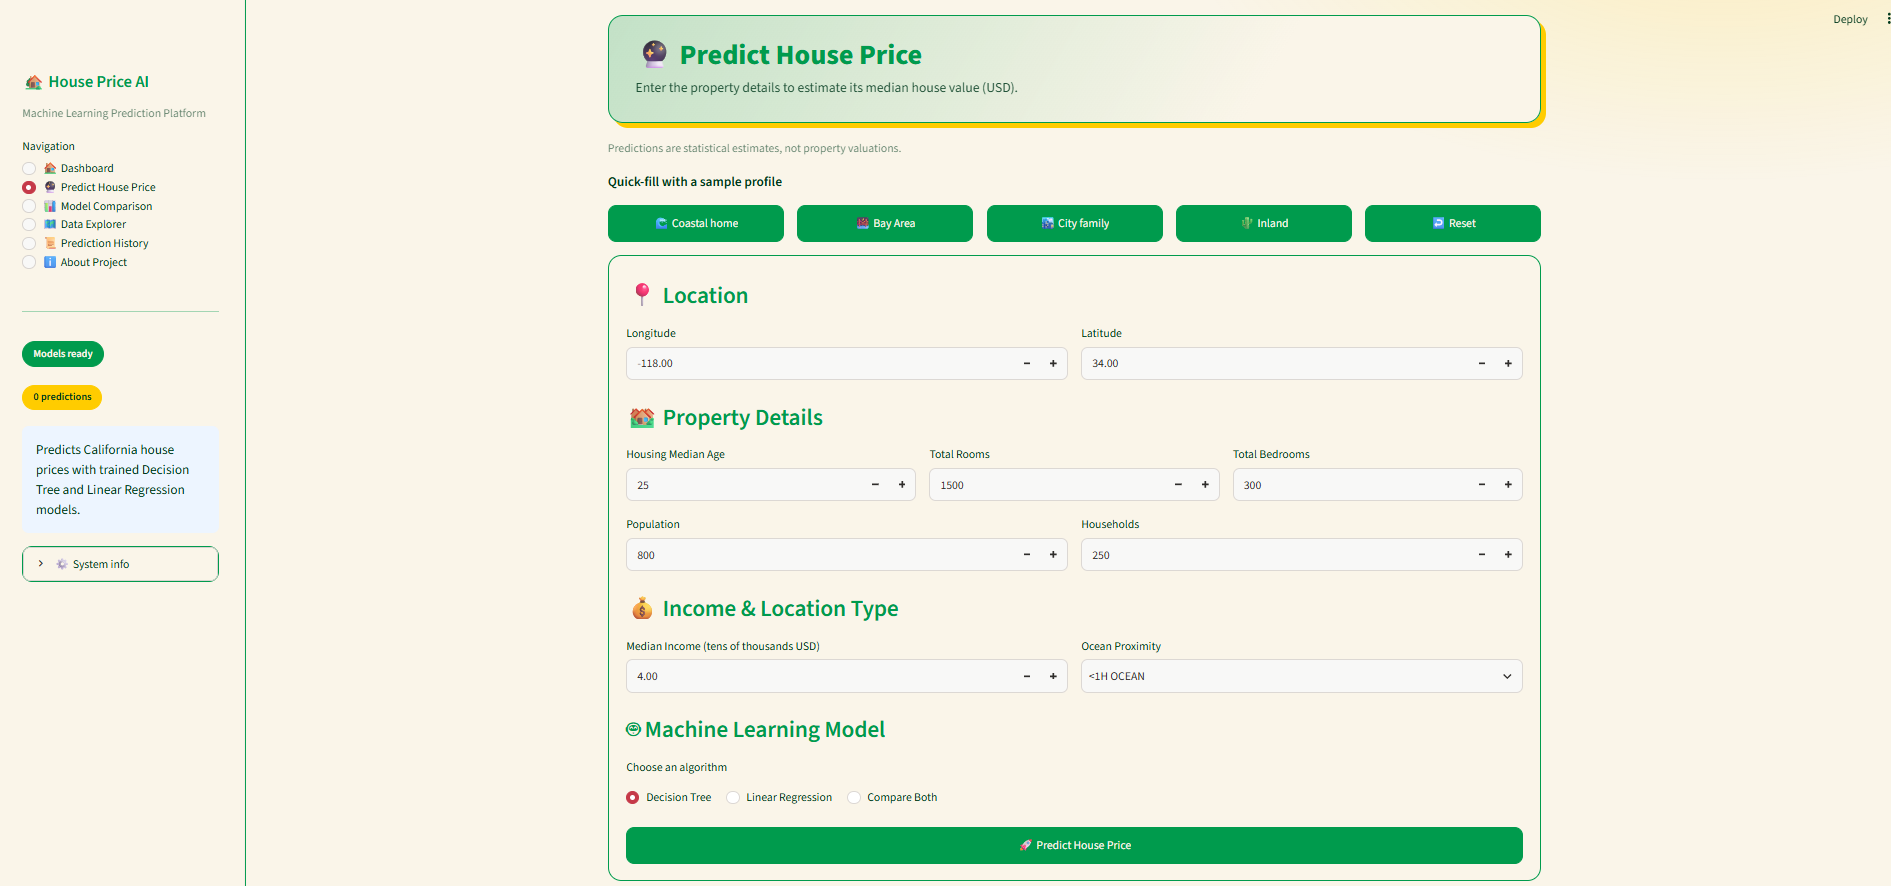 Deploy
House Price AI
Machine Learning Prediction Platform
Navigation
Dashboard
Predict House Price
Model Comparison
Data Explorer
Prediction History
About Project
Models ready
0 predictions
Predicts California house
prices with trained Decision
Tree and Linear Regression
models.
System info
Predict House Price
Enter the property details to estimate its median house value (USD).
Predictions are statistical estimates, not property valuations.
Quick-fill with a sample profile
Coastal home
Bay Area
City family
Inland
Reset
Location
Longitude
Latitude
-118.00
34.00
Property Details
Housing Median Age
Total Rooms
Total Bedrooms
25
1500
300
Population
Households
800
250
Income & Location Type
Median Income (tens of thousands USD)
Ocean Proximity
4.00
<1H OCEAN
Machine Learning Model
Choose an algorithm
Decision Tree
Linear Regression
Compare Both
Predict House Price